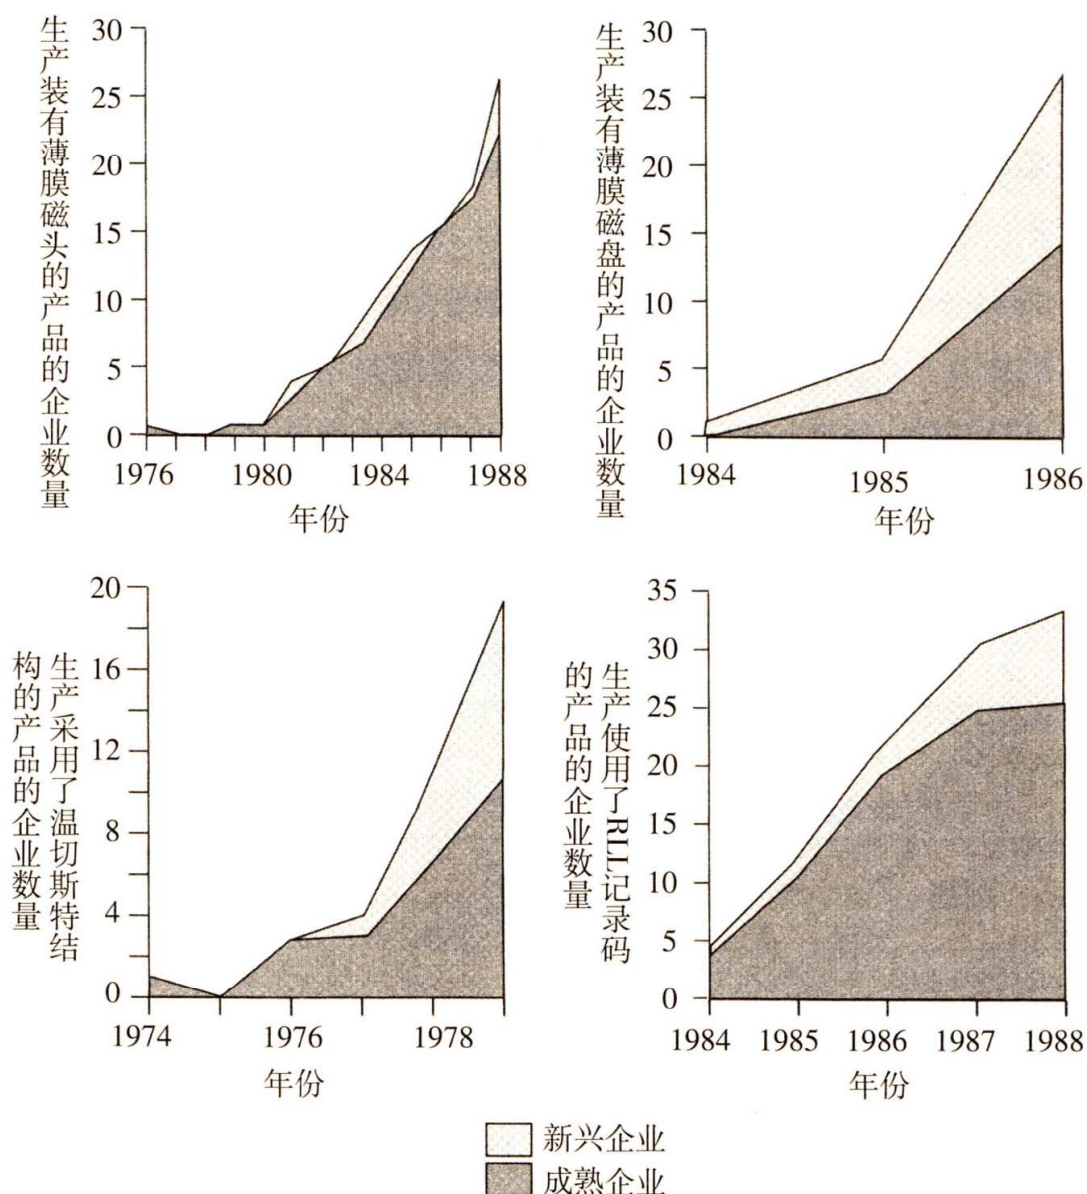 生产装有薄膜磁头的产品的企业数量
30
25
20
15
10
5
0
1976 1980 1984 1988
年份
生产装有薄膜磁盘的产品的企业数量
30
25
20
15
10
5
0
1984 1985 1986
年份
生产采用了温切斯特结
构的产品的企业数量
20
16
12
8
4
0
1974 1976 1978
年份
生产使用了RLL记录码
的产品的企业数量
35
30
25
20
15
10
5
0
1984 1985 1986 1987 1988
年份
新兴企业
成熟企业